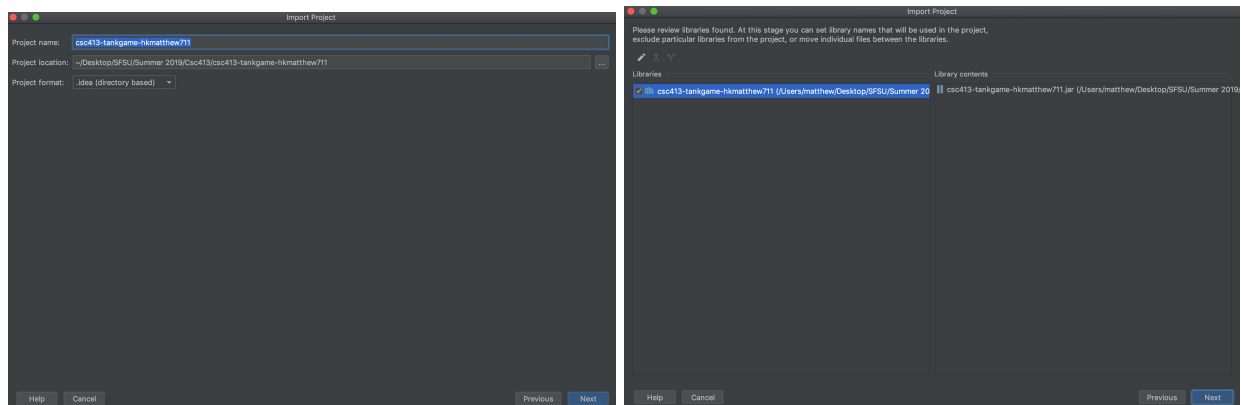 Import Project
Project name: csc413-tankgame-hkmatthew711
Project location: ~/Desktop/SFSU/Summer 2019/Csc413/csc413-tankgame-hkmatthew711 ...
Project format: .idea (directory based)
Help Cancel Previous Next
Import Project
Please review libraries found. At this stage you can set library names that will be used in the project,
exclude particular libraries from the project, or move individual files between the libraries.
Libraries Library contents
csc413-tankgame-hkmatthew711 (/Users/matthew/Desktop/SFSU/Summer 20 csc413-tankgame-hkmatthew711.jar (/Users/matthew/Desktop/SFSU/Summer 2019/
Help Cancel Previous Next